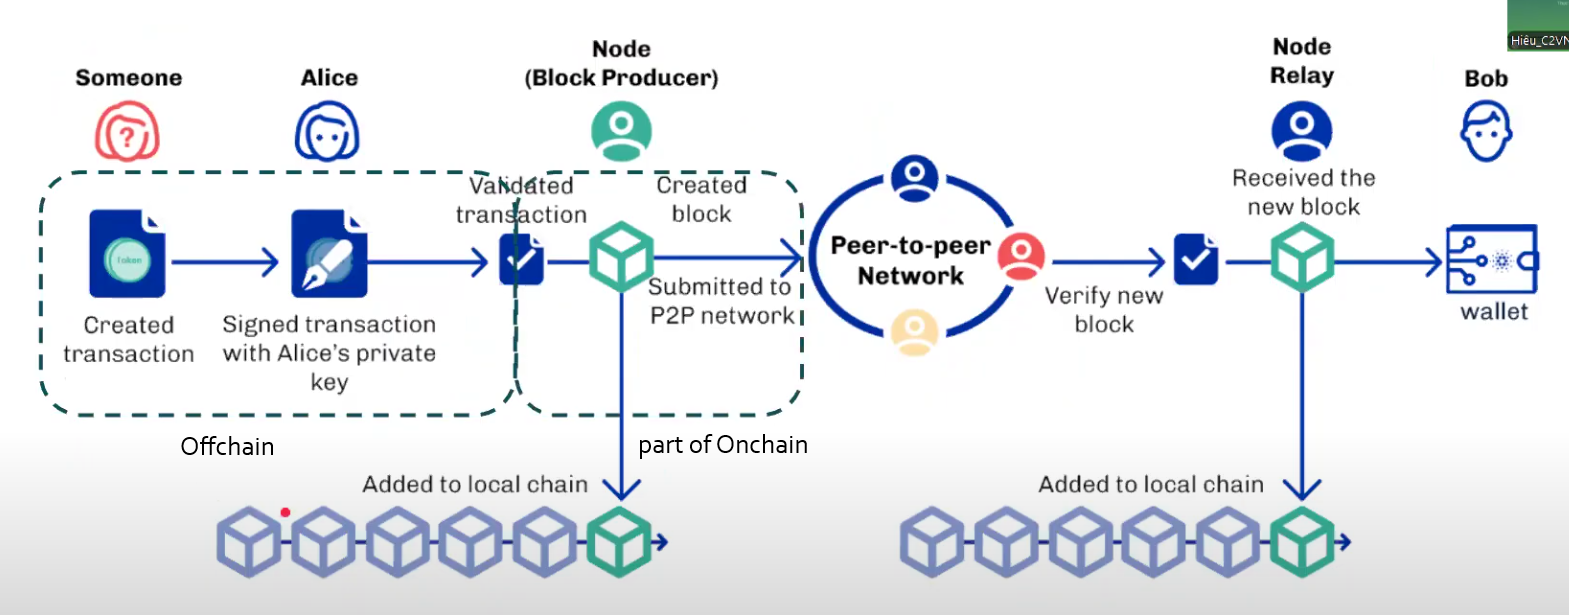 Hiếu_C2VN
Someone
Alice
Node
(Block Producer)
Node
Relay
Bob
?
Validated
transaction
Created
block
Received the
new block
Token
Peer-to-peer
Network
Submitted to
P2P network
Verify new
block
wallet
Created
transaction
Signed transaction
with Alice's private
key
Offchain
part of Onchain
Added to local chain
Added to local chain